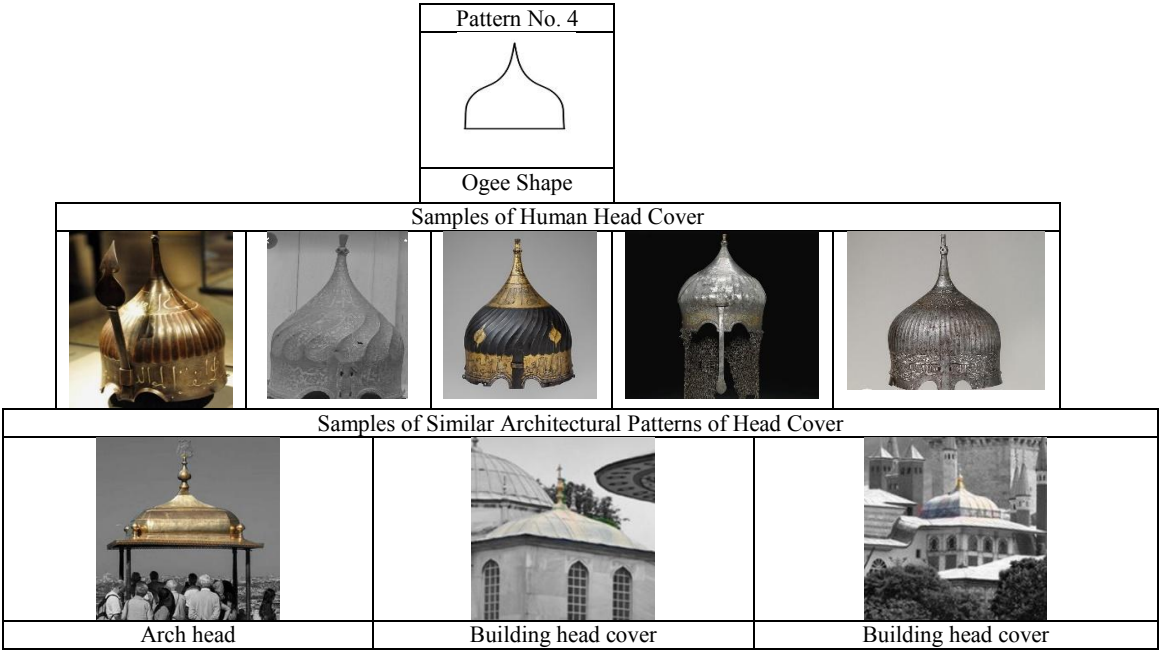 Pattern No. 4
Ogee Shape
Samples of Human Head Cover
Samples of Similar Architectural Patterns of Head Cover
Arch head
Building head cover
Building head cover